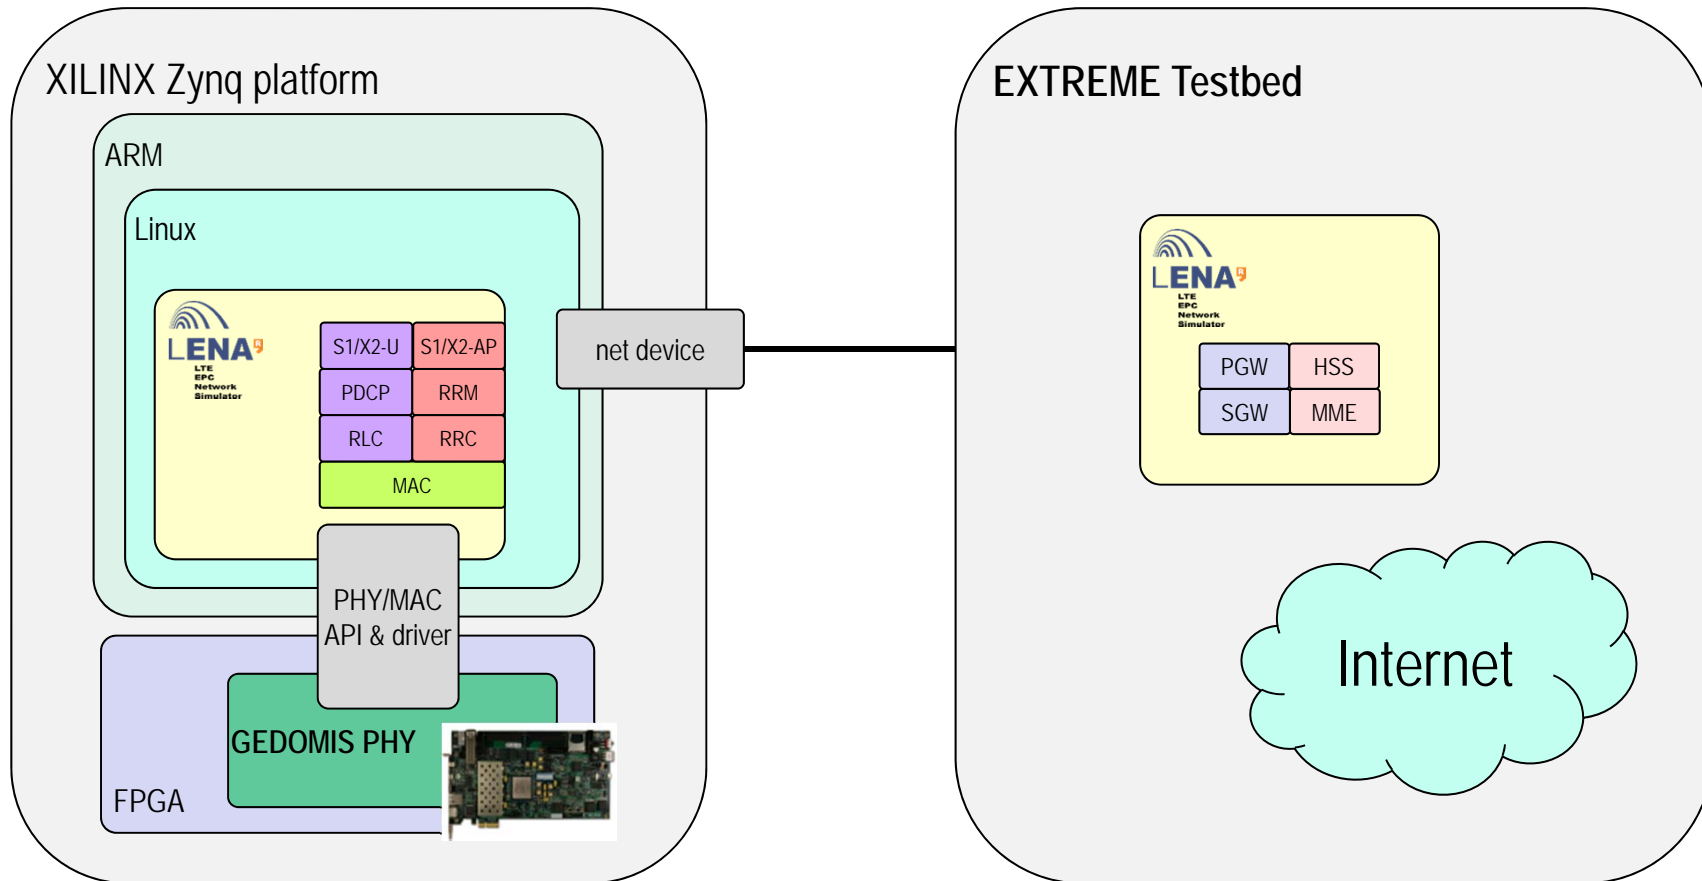 XILINX Zynq platform
ARM
Linux
LENA
LTE
EPC
Network
Simulator
S1/X2-U S1/X2-AP
PDCP RRM
RLC RRC
MAC
net device
PHY/MAC
API & driver
GEDOMIS PHY
FPGA
EXTREME Testbed
LENA
LTE
EPC
Network
Simulator
PGW HSS
SGW MME
Internet